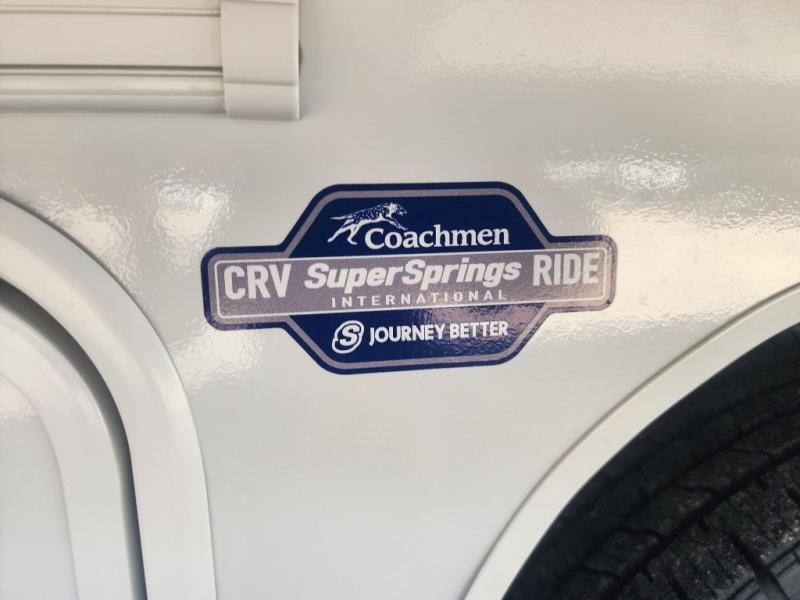 Coachmen
CRV SuperSprings RIDE
INTERNATIONAL
S JOURNEY BETTER